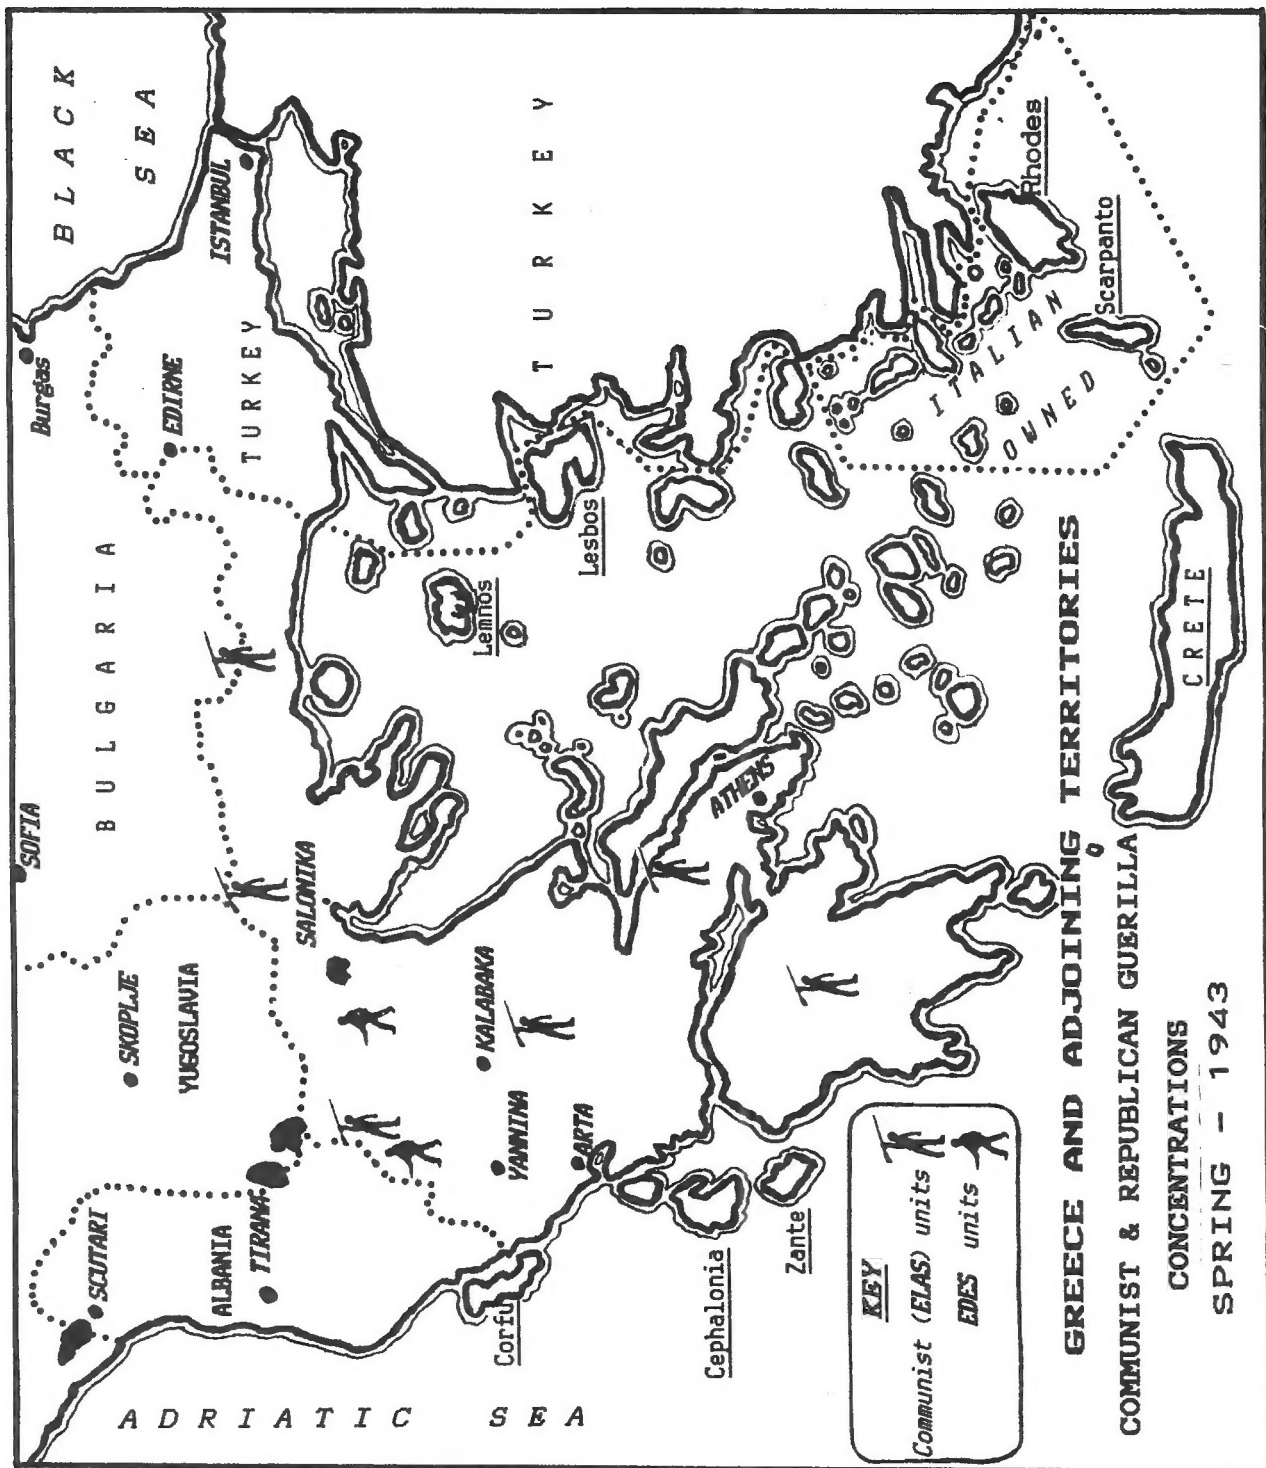 BLACK
SEA
ISTANBUL
Burgas
EDIRNE
TURKEY
TURKEY
BULGARIA
SOFIA
SKOPLJE
YUGOSLAVIA
SALONIKA
SCUTARI
ALBANIA
TIRANA
KALABAKA
YANNINA
ARTA
Lemnos
Lesbos
ATHENS
Corfu
Cephalonia
Zante
ADRIATIC SEA
Rhodes
Scarpanto
ITALIAN
OWNED
CRETE
KEY
Communist (ELAS) units
EDES units
GREECE AND ADJOINING TERRITORIES
COMMUNIST & REPUBLICAN GUERILLA
CONCENTRATIONS
SPRING - 1943